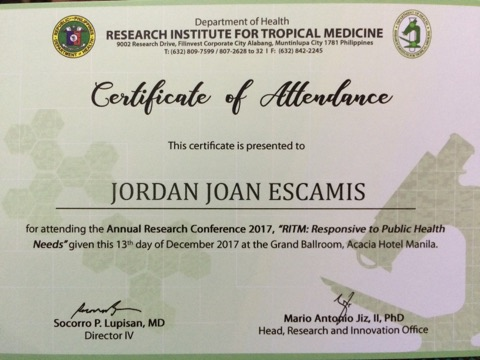 Department of Health
RESEARCH INSTITUTE FOR TROPICAL MEDICINE
9002 Research Drive, Filinvest Corporate City Alabang, Muntinlupa City 1781 Philippines
T: (632) 809-7599 / 807-2628 to 32 I F: (632) 842-2245
Certificate of Attendance
This certificate is presented to
JORDAN JOAN ESCAMIS
for attending the Annual Research Conference 2017, "RITM: Responsive to Public Health
Needs" given this 13th day of December 2017 at the Grand Ballroom, Acacia Hotel Manila.
Socorro P. Lupisan, MD
Director IV
Mario Antonio Jiz, II, PhD
Head, Research and Innovation Office